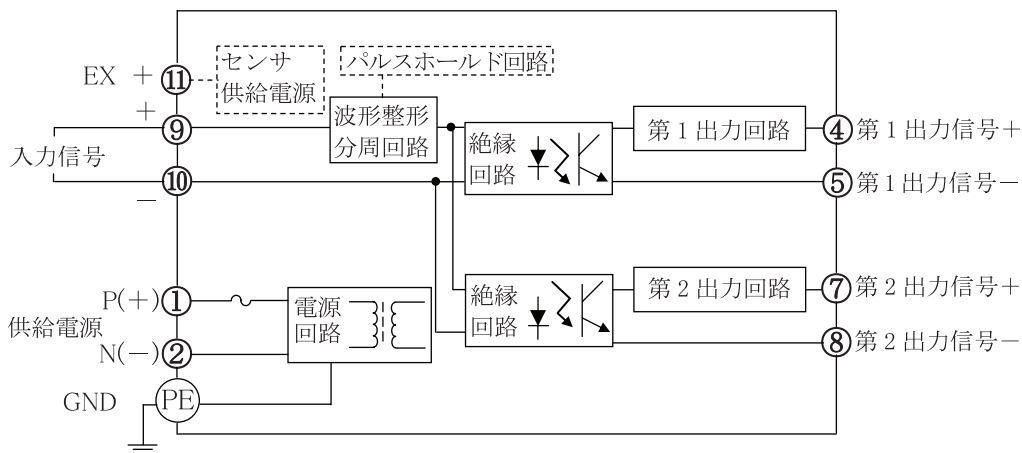 EX ＋
⑪
センサ
供給電源
パルスホールド回路
＋
⑨
入力信号
⑩
－
波形整形
分周回路
絶縁
回路
第１出力回路
④
第１出力信号＋
⑤
第１出力信号－
P(＋)
①
供給電源
N(－)
②
GND
PE
電源
回路
絶縁
回路
第２出力回路
⑦
第２出力信号＋
⑧
第２出力信号－